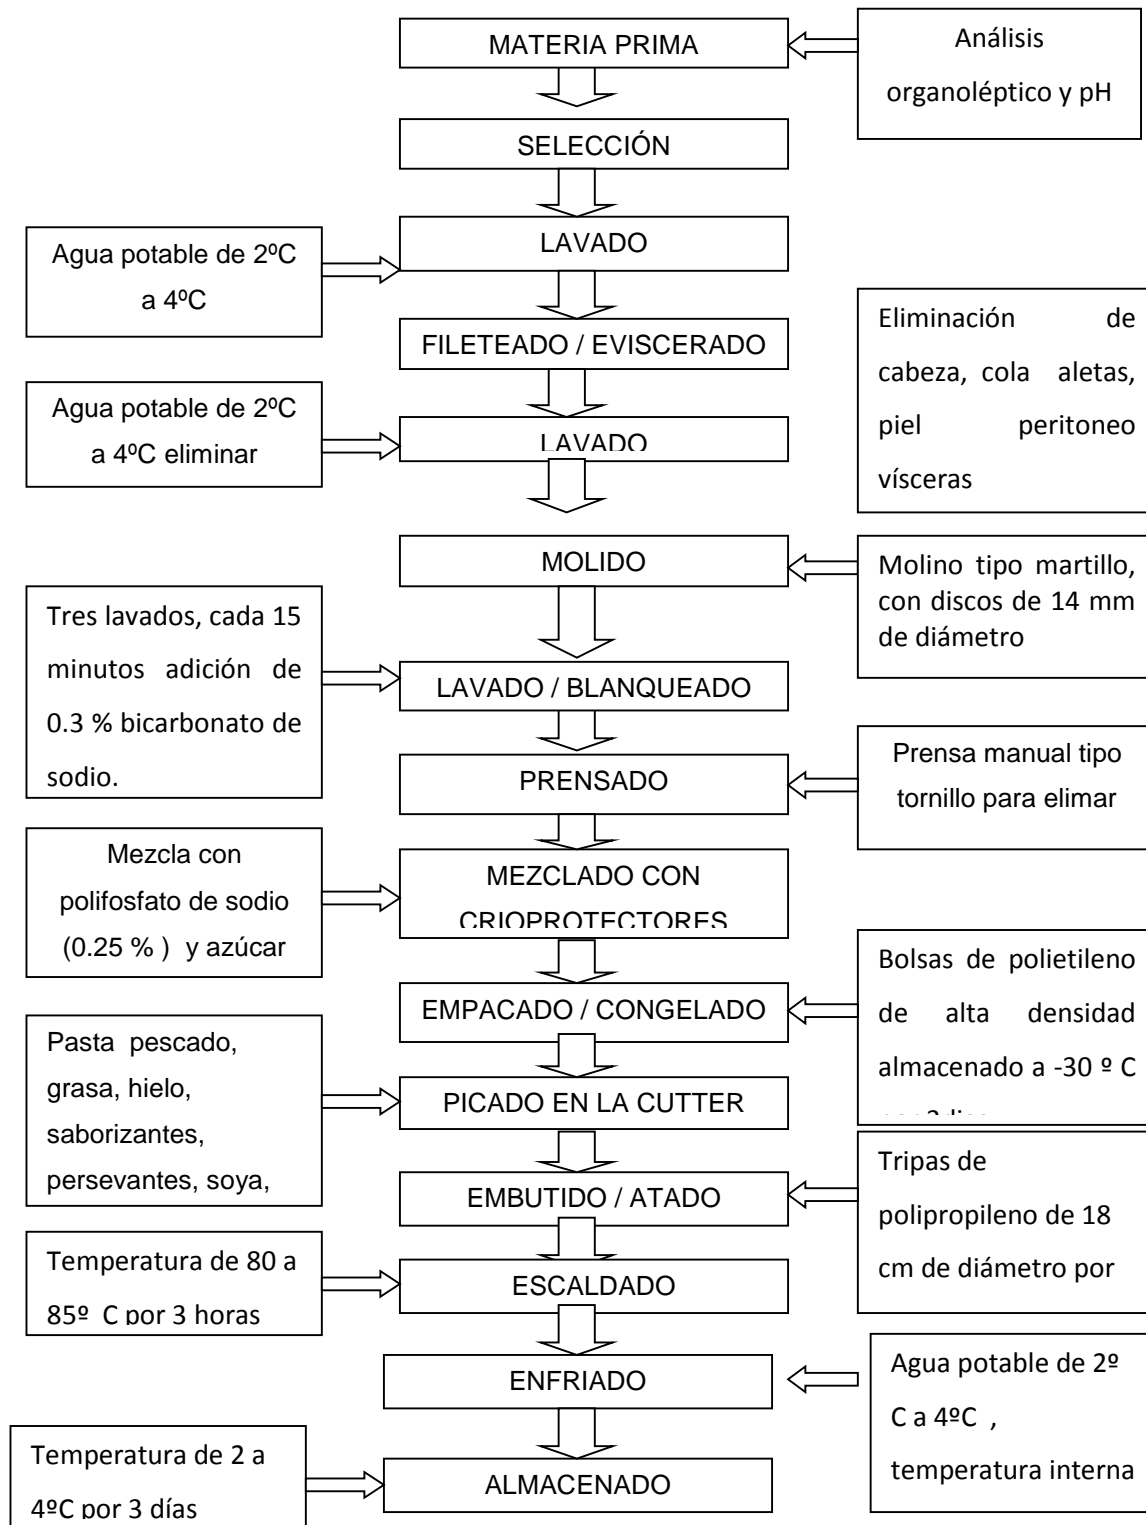 MATERIA PRIMA
Análisis
organoléptico y pH
SELECCIÓN
LAVADO
Agua potable de 2ºC
a 4ºC
FILETEADO / EVISCERADO
Eliminación de
cabeza, cola aletas,
piel peritoneo
vísceras
Agua potable de 2ºC
a 4ºC eliminar
LAVADO
MOLIDO
Molino tipo martillo,
con discos de 14 mm
de diámetro
Tres lavados, cada 15
minutos adición de
0.3 % bicarbonato de
sodio.
LAVADO / BLANQUEADO
PRENSADO
Prensa manual tipo
tornillo para elimar
Mezcla con
polifosfato de sodio
(0.25 % ) y azúcar
MEZCLADO CON
CRIOPROTECTORES
EMPACADO / CONGELADO
Bolsas de polietileno
de alta densidad
almacenado a -30 º C
Pasta pescado,
grasa, hielo,
saborizantes,
persevantes, soya,
PICADO EN LA CUTTER
EMBUTIDO / ATADO
Tripas de
polipropileno de 18
cm de diámetro por
Temperatura de 80 a
85º C por 3 horas
ESCALDADO
ENFRIADO
Agua potable de 2º
C a 4ºC ,
temperatura interna
Temperatura de 2 a
4ºC por 3 días
ALMACENADO